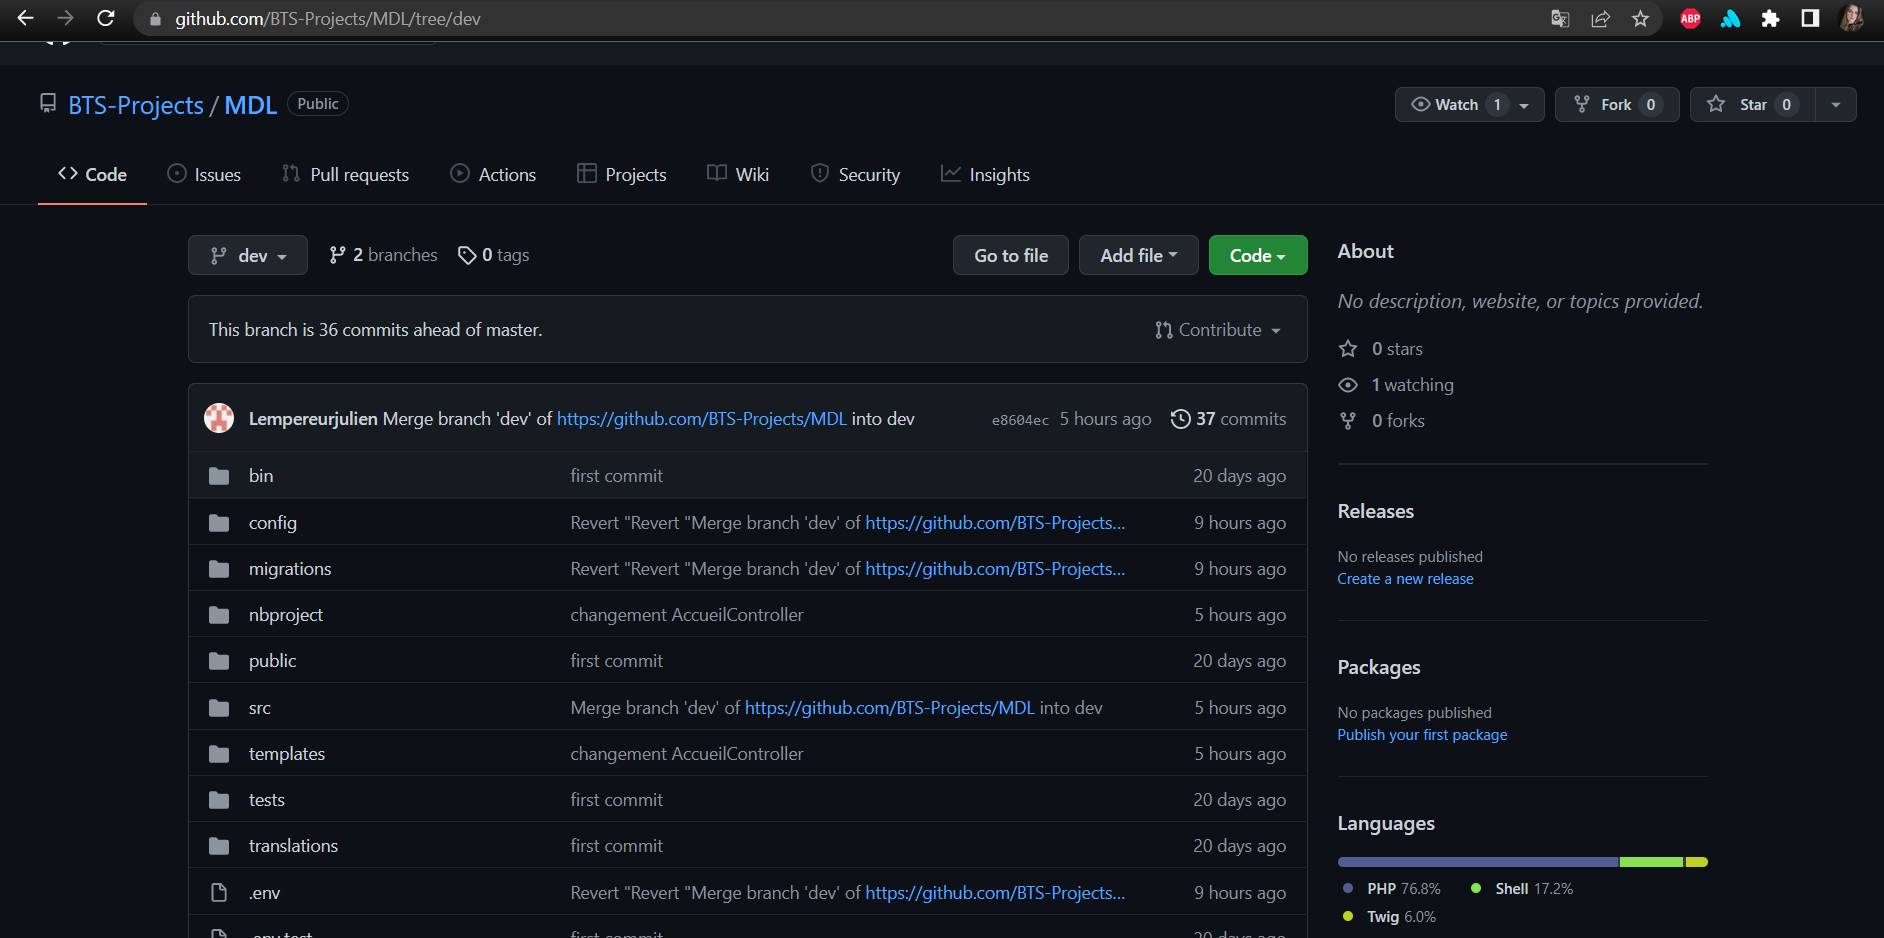 github.com/BTS-Projects/MDL/tree/dev
ABP
BTS-Projects / MDL Public
Watch 1 Fork 0 Star 0
Code Issues Pull requests Actions Projects Wiki Security Insights
dev 2 branches 0 tags Go to file Add file Code
This branch is 36 commits ahead of master. Contribute
Lempereurjulien Merge branch 'dev' of https://github.com/BTS-Projects/MDL into dev e8604ec 5 hours ago 37 commits
bin first commit 20 days ago
config Revert "Revert "Merge branch 'dev' of https://github.com/BTS-Projects... 9 hours ago
migrations Revert "Revert "Merge branch 'dev' of https://github.com/BTS-Projects... 9 hours ago
nbproject changement AccueilController 5 hours ago
public first commit 20 days ago
src Merge branch 'dev' of https://github.com/BTS-Projects/MDL into dev 5 hours ago
templates changement AccueilController 5 hours ago
tests first commit 20 days ago
translations first commit 20 days ago
.env Revert "Revert "Merge branch 'dev' of https://github.com/BTS-Projects... 9 hours ago
.env.test first commit 20 days ago
About
No description, website, or topics provided.
0 stars
1 watching
0 forks
Releases
No releases published
Create a new release
Packages
No packages published
Publish your first package
Languages
PHP 76.8% Shell 17.2%
Twig 6.0%